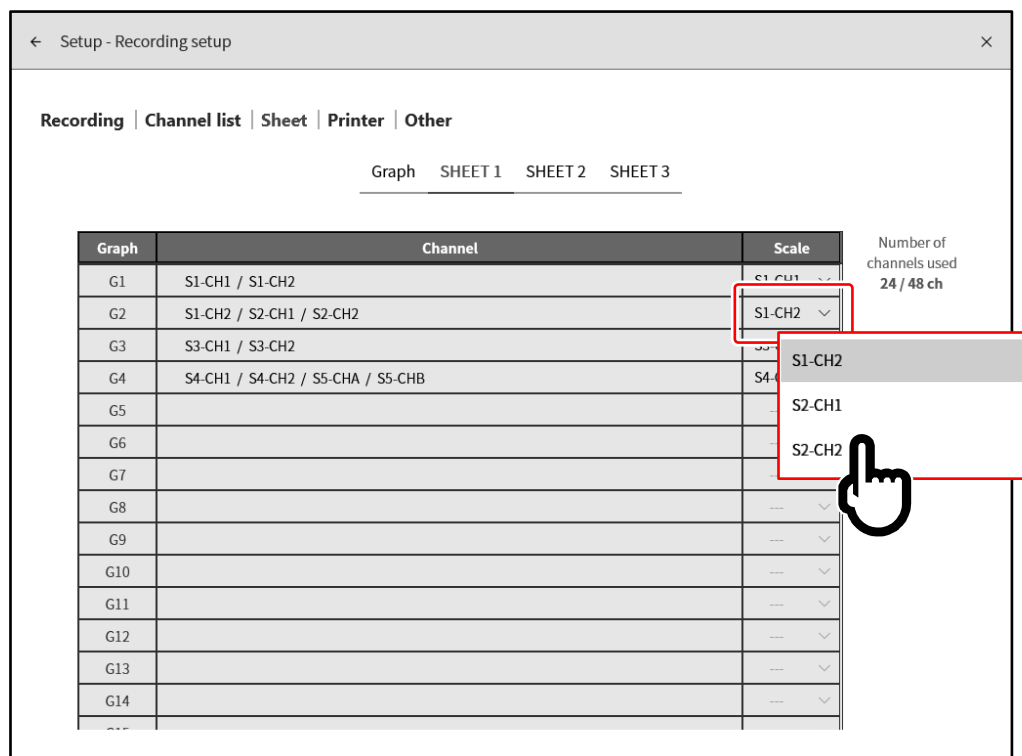 ← Setup - Recording setup ×
Recording | Channel list | Sheet | Printer | Other
Graph SHEET 1 SHEET 2 SHEET 3
Graph Channel Scale
Number of
channels used
24 / 48 ch
G1 S1-CH1 / S1-CH2 S1-CH1
G2 S1-CH2 / S2-CH1 / S2-CH2 S1-CH2
G3 S3-CH1 / S3-CH2
G4 S4-CH1 / S4-CH2 / S5-CHA / S5-CHB
S1-CH2
S2-CH1
S2-CH2
G5
G6
G7
G8 ---
G9 ---
G10 ---
G11 ---
G12 ---
G13 ---
G14 ---